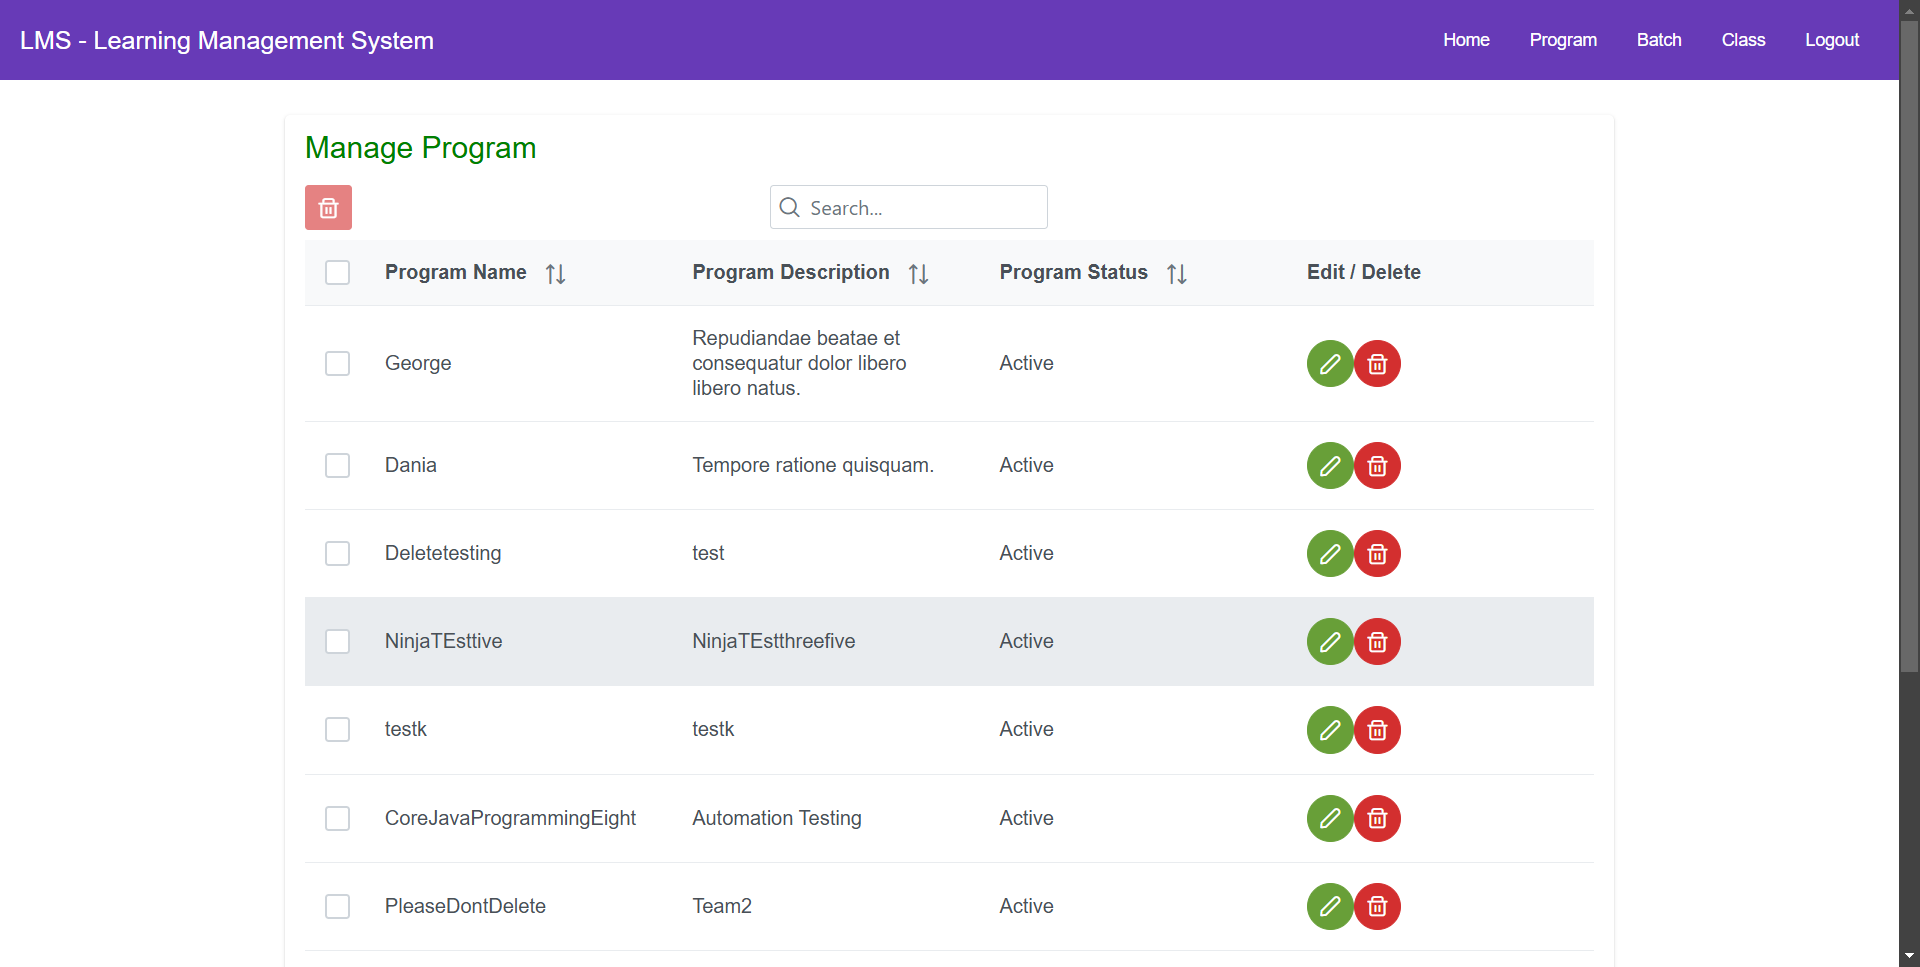 LMS - Learning Management System
Home Program Batch Class Logout
Manage Program
Search...
Program Name Program Description Program Status Edit / Delete
George Repudiandae beatae et
consequatur dolor libero
libero natus. Active
Dania Tempore ratione quisquam. Active
Deletetesting test Active
NinjaTEsttive NinjaTEstthreefive Active
testk testk Active
CoreJavaProgrammingEight Automation Testing Active
PleaseDontDelete Team2 Active